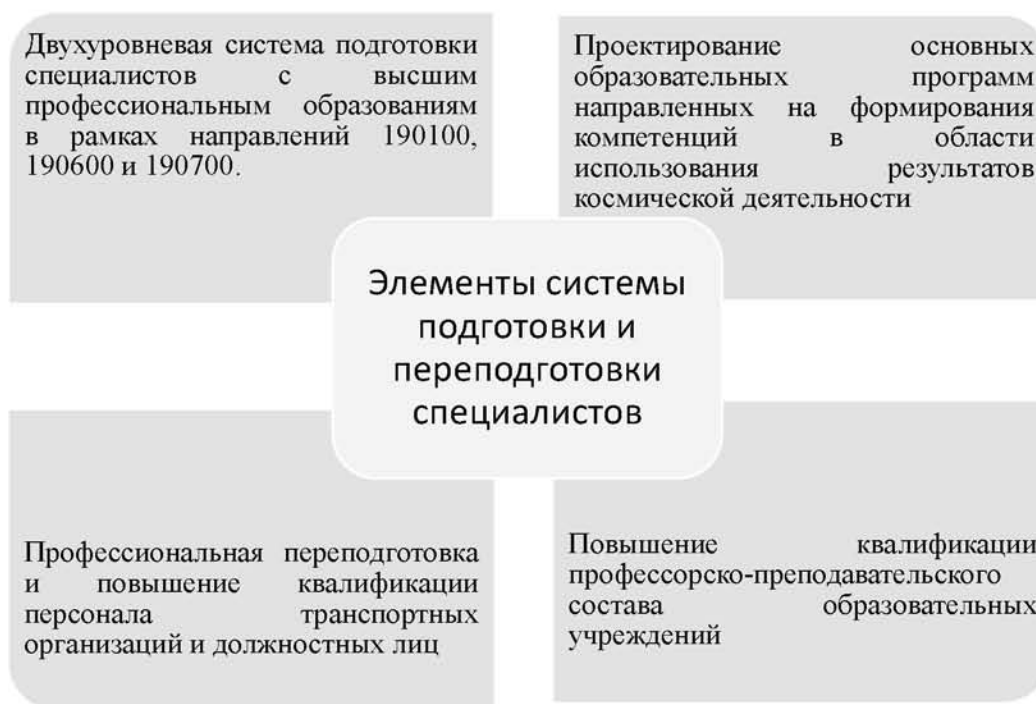 Двухуровневая система подготовки
специалистов с высшим
профессиональным образованиям
в рамках направлений 190100,
190600 и 190700.
Проектирование основных
образовательных программ
направленных на формирования
компетенций в области
использования результатов
космической деятельности
Элементы системы
подготовки и
переподготовки
специалистов
Профессиональная переподготовка
и повышение квалификации
персонала транспортных
организаций и должностных лиц
Повышение квалификации
профессорско-преподавательского
состава образовательных
учреждений